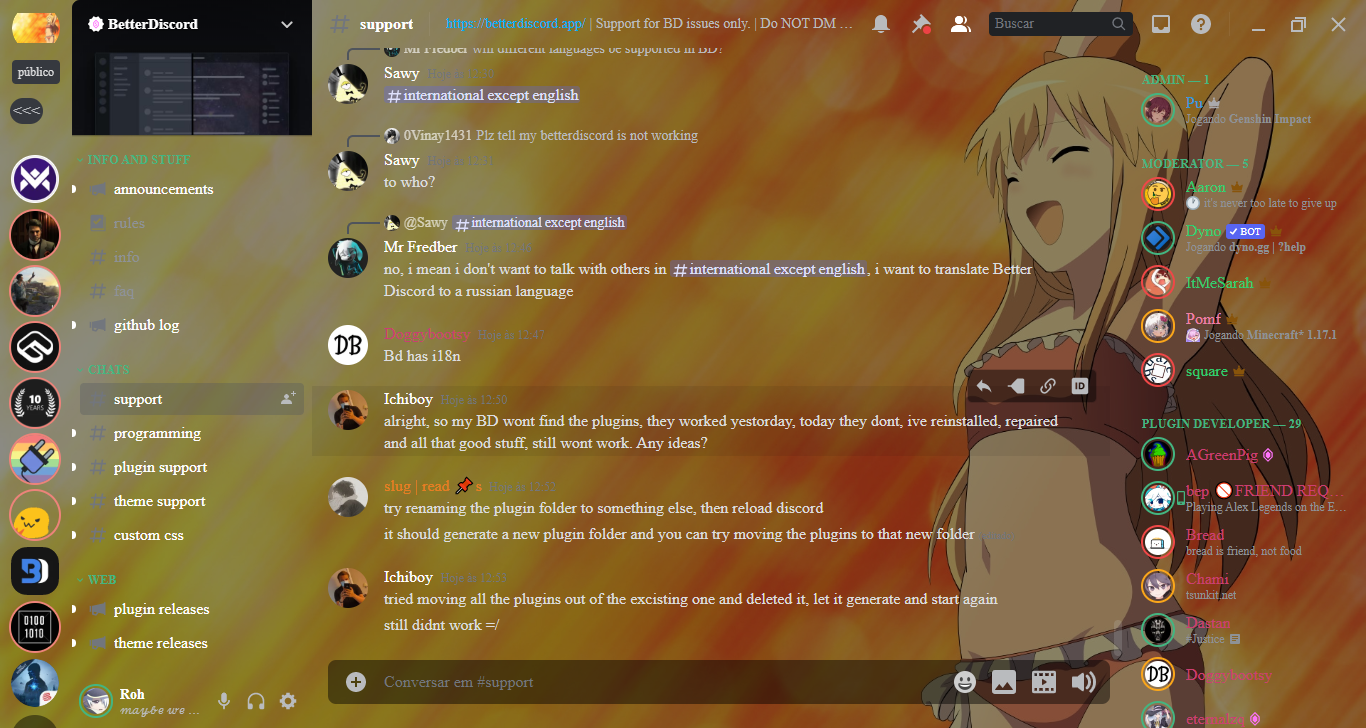 público
<<<
BetterDiscord
INFO AND STUFF
announcements
rules
info
faq
github log
CHATS
support
programming
plugin support
theme support
custom css
WEB
plugin releases
theme releases
Roh
maybe we ...
10
YEARS
0100
1010
support
https://betterdiscord.app/ | Support for BD issues only. | Do NOT DM ...
Buscar
Mr Fredber will different languages be supported in BD?
Sawy
#international except english
0Vinay1431 Plz tell my betterdiscord is not working
Sawy Hoje às 12:31
to who?
@Sawy #international except english
Mr Fredber
no, i mean i don't want to talk with others in #international except english, i want to translate Better
Discord to a russian language
DB
Doggybootsy Hoje às 12:47
Bd has i18n
Ichiboy Hoje às 12:50
ID
alright, so my BD wont find the plugins, they worked yestorday, today they dont, ive reinstalled, repaired
and all that good stuff, still wont work. Any ideas?
slug | read 📌s Hoje às 12:52
try renaming the plugin folder to something else, then reload discord
it should generate a new plugin folder and you can try moving the plugins to that new folder
Ichiboy Hoje às 12:53
tried moving all the plugins out of the excisting one and deleted it, let it generate and start again
still didnt work =/
Conversar em #support
ADMIN — 1
Pu
Jogando Genshin Impact
MODERATOR — 5
Aaron
it's never too late to give up
Dyno BOT
Jogando dyno.gg | ?help
ItMeSarah
Pomf
Jogando Minecraft* 1.17.1
square
PLUGIN DEVELOPER — 29
AGreenPig
bep 🚫 FRIEND REQ...
Playing Alex Legends on the E...
Bread
bread is friend, not food
Chami
tsunkit.net
Dastan
#Justice
DB
Doggybootsy